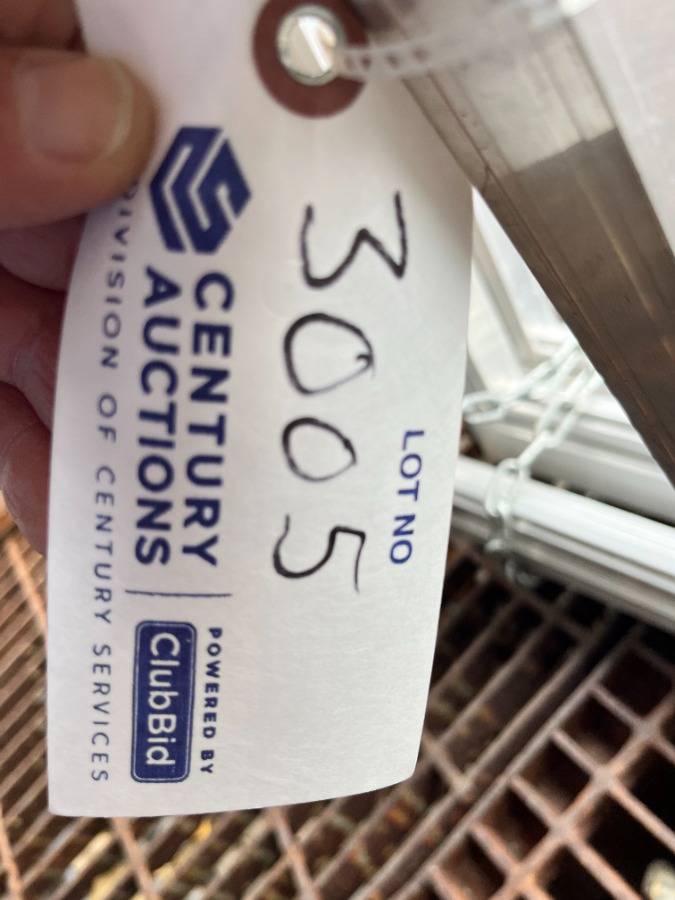 LOT NO
3005
CENTURY
AUCTIONS
DIVISION OF CENTURY SERVICES
POWERED BY
ClubBid